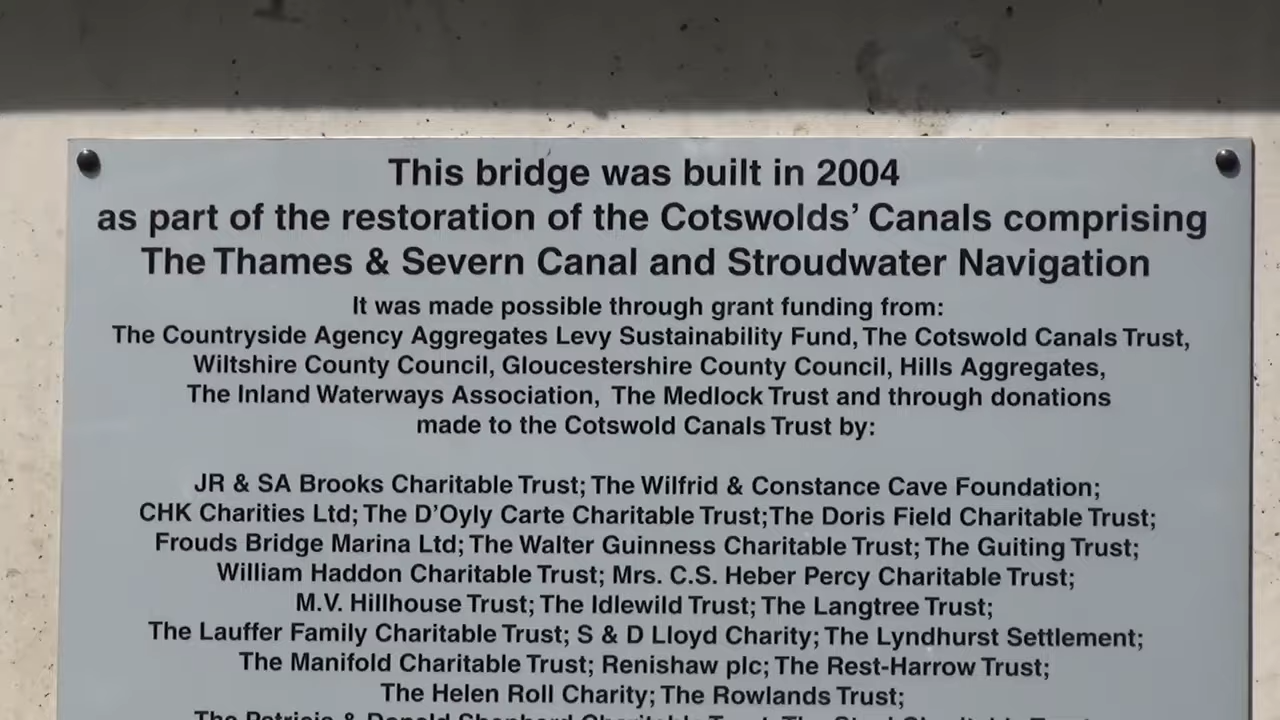 This bridge was built in 2004
as part of the restoration of the Cotswolds’ Canals comprising
The Thames & Severn Canal and Stroudwater Navigation
It was made possible through grant funding from:
The Countryside Agency Aggregates Levy Sustainability Fund, The Cotswold Canals Trust,
Wiltshire County Council, Gloucestershire County Council, Hills Aggregates,
The Inland Waterways Association, The Medlock Trust and through donations
made to the Cotswold Canals Trust by:
JR & SA Brooks Charitable Trust; The Wilfrid & Constance Cave Foundation;
CHK Charities Ltd; The D’Oyly Carte Charitable Trust;The Doris Field Charitable Trust;
Frouds Bridge Marina Ltd; The Walter Guinness Charitable Trust; The Guiting Trust;
William Haddon Charitable Trust; Mrs. C.S. Heber Percy Charitable Trust;
M.V. Hillhouse Trust; The Idlewild Trust; The Langtree Trust;
The Lauffer Family Charitable Trust; S & D Lloyd Charity; The Lyndhurst Settlement;
The Manifold Charitable Trust; Renishaw plc; The Rest-Harrow Trust;
The Helen Roll Charity; The Rowlands Trust;